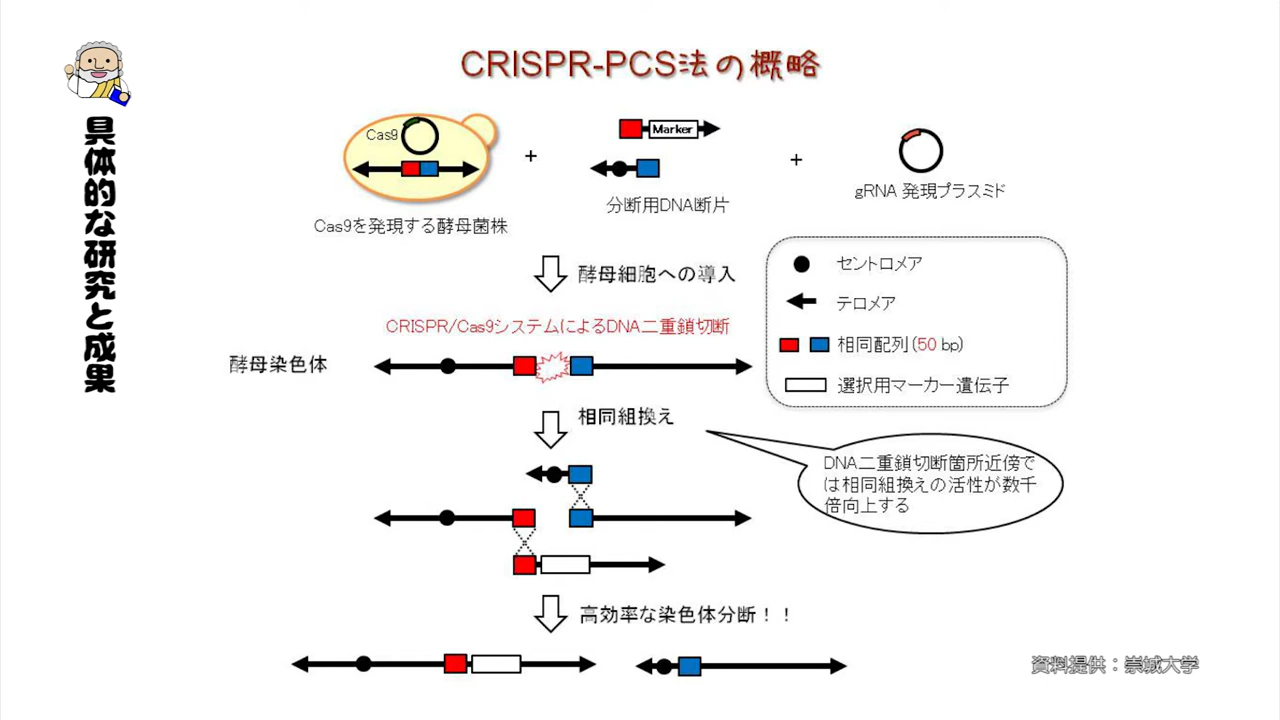 CRISPR-PCS法の概略
具体的な研究と成果
Cas9
Marker
+
+
分断用DNA断片
gRNA 発現プラスミド
Cas9を発現する酵母菌株
酵母細胞への導入
セントロメア
テロメア
相同配列(50 bp)
選択用マーカー遺伝子
CRISPR/Cas9システムによるDNA二重鎖切断
酵母染色体
相同組換え
DNA二重鎖切断箇所近傍で
は相同組換えの活性が数千
倍向上する
高効率な染色体分断！！
資料提供：崇城大学